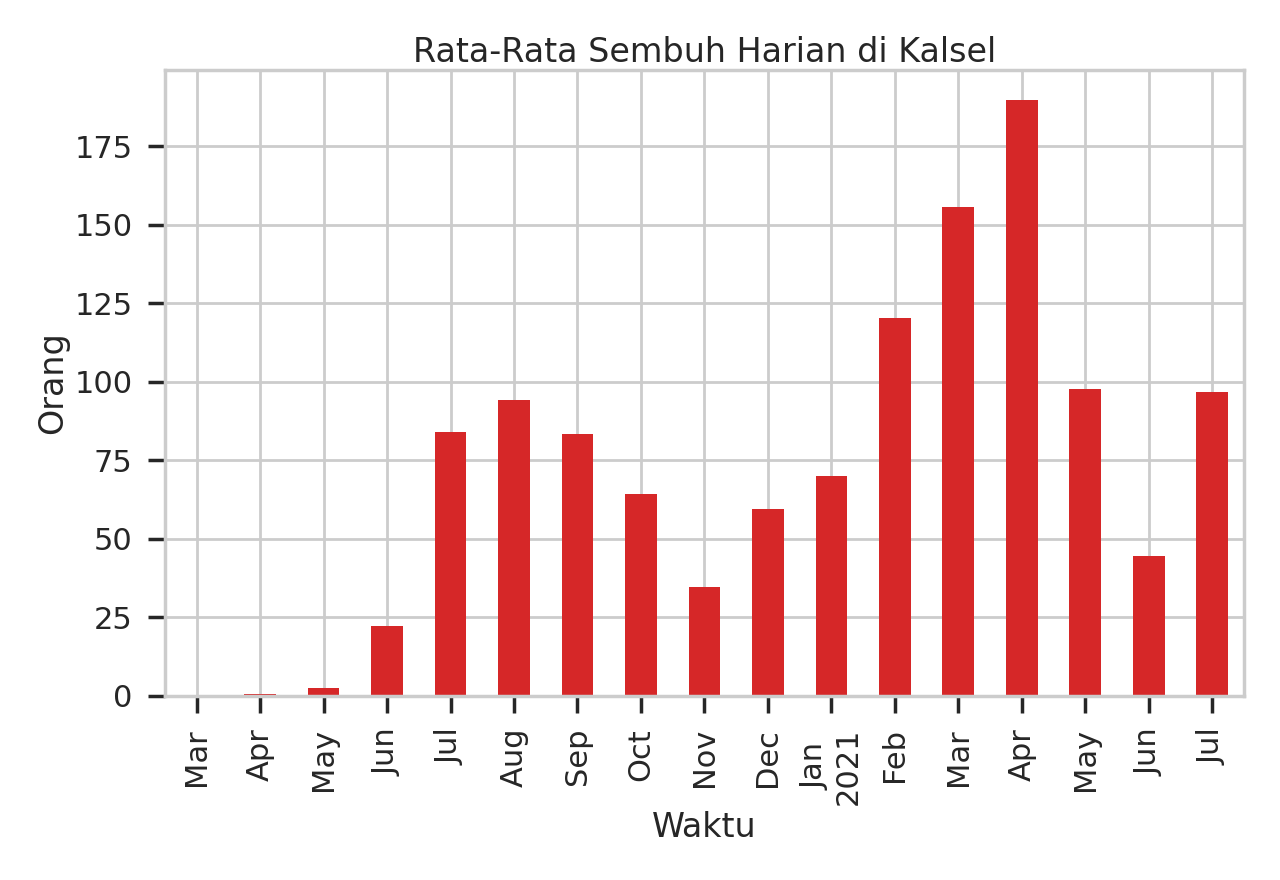 Rata-Rata Sembuh Harian di Kalsel
Orang
175
150
125
100
75
50
25
0
Mar
Apr
May
Jun
Jul
Aug
Sep
Oct
Nov
Dec
Jan
2021
Feb
Mar
Apr
May
Jun
Jul
Waktu